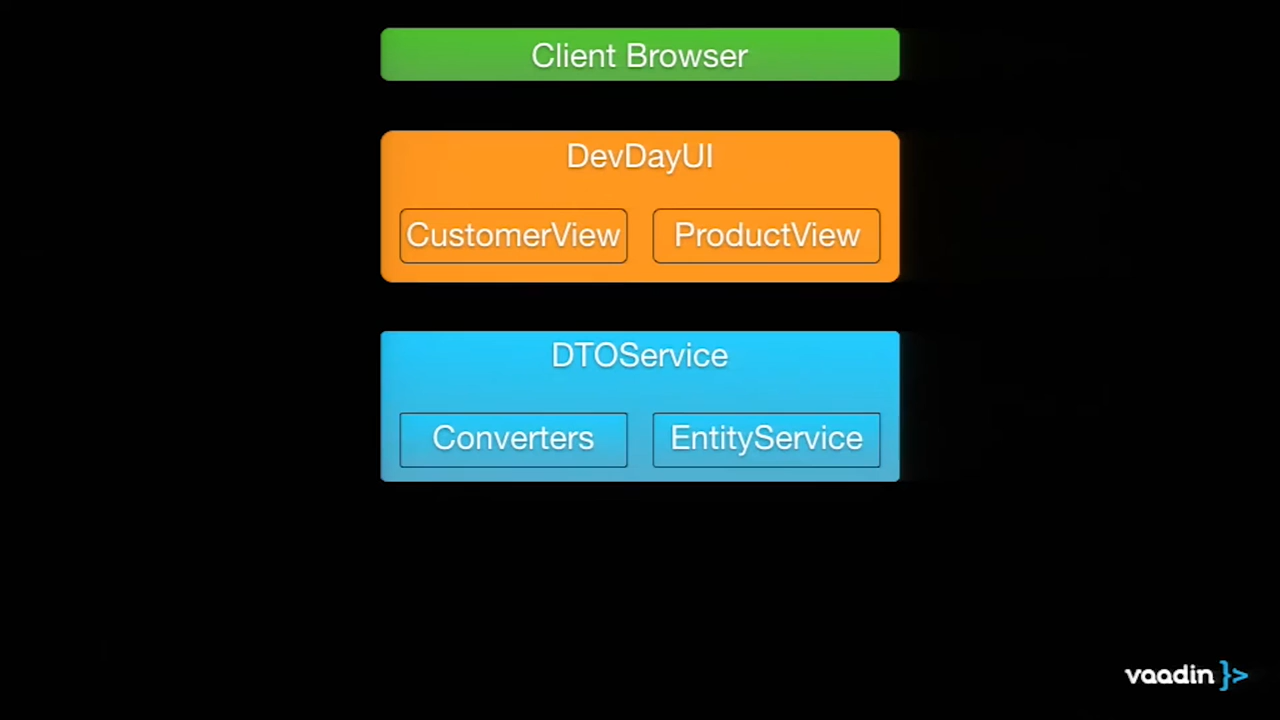 Client Browser
DevDayUI
CustomerView
ProductView
DTOService
Converters
EntityService
vaadin }>